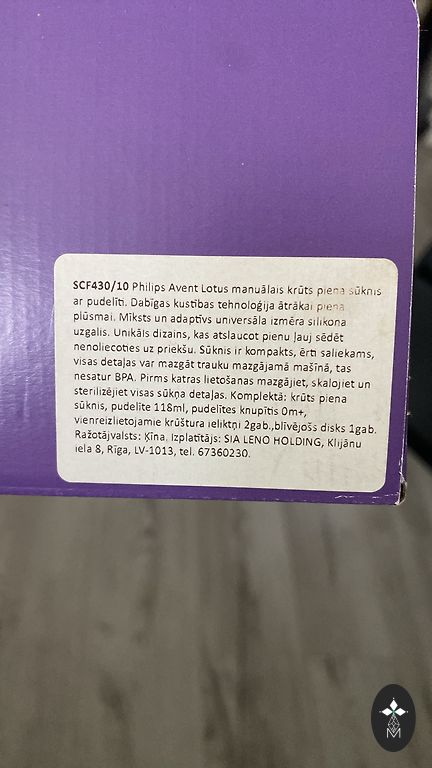 SCF430/10 Philips Avent Lotus manuālais krūts piena sūknis
ar pudelīti. Dabīgas kustības tehnoloģija ātrākai piena
plūsmai. Mīksts un adaptīvs universāla izmēra silikona
uzgalis. Unikāls dizains, kas atslaucot pienu ļauj sēdēt
nenoliecoties uz priekšu. Sūknis ir kompakts, ērti saliekams,
visas detaļas var mazgāt trauku mazgājamā mašīnā, tas
nesatur BPA. Pirms katras lietošanas mazgājiet, skalojiet un
sterilizējiet visas sūkņa detaļas. Komplektā: krūts piena
sūknis, pudelīte 118ml, pudelītes knupītis 0m+,
vienreizlietojamie krūštura ieliktņi 2gab.,blīvējošs disks 1gab.
Ražotājvalsts: Ķīna. Izplatītājs: SIA LENO HOLDING, Klijānu
iela 8, Rīga, LV-1013, tel. 67360230.
M